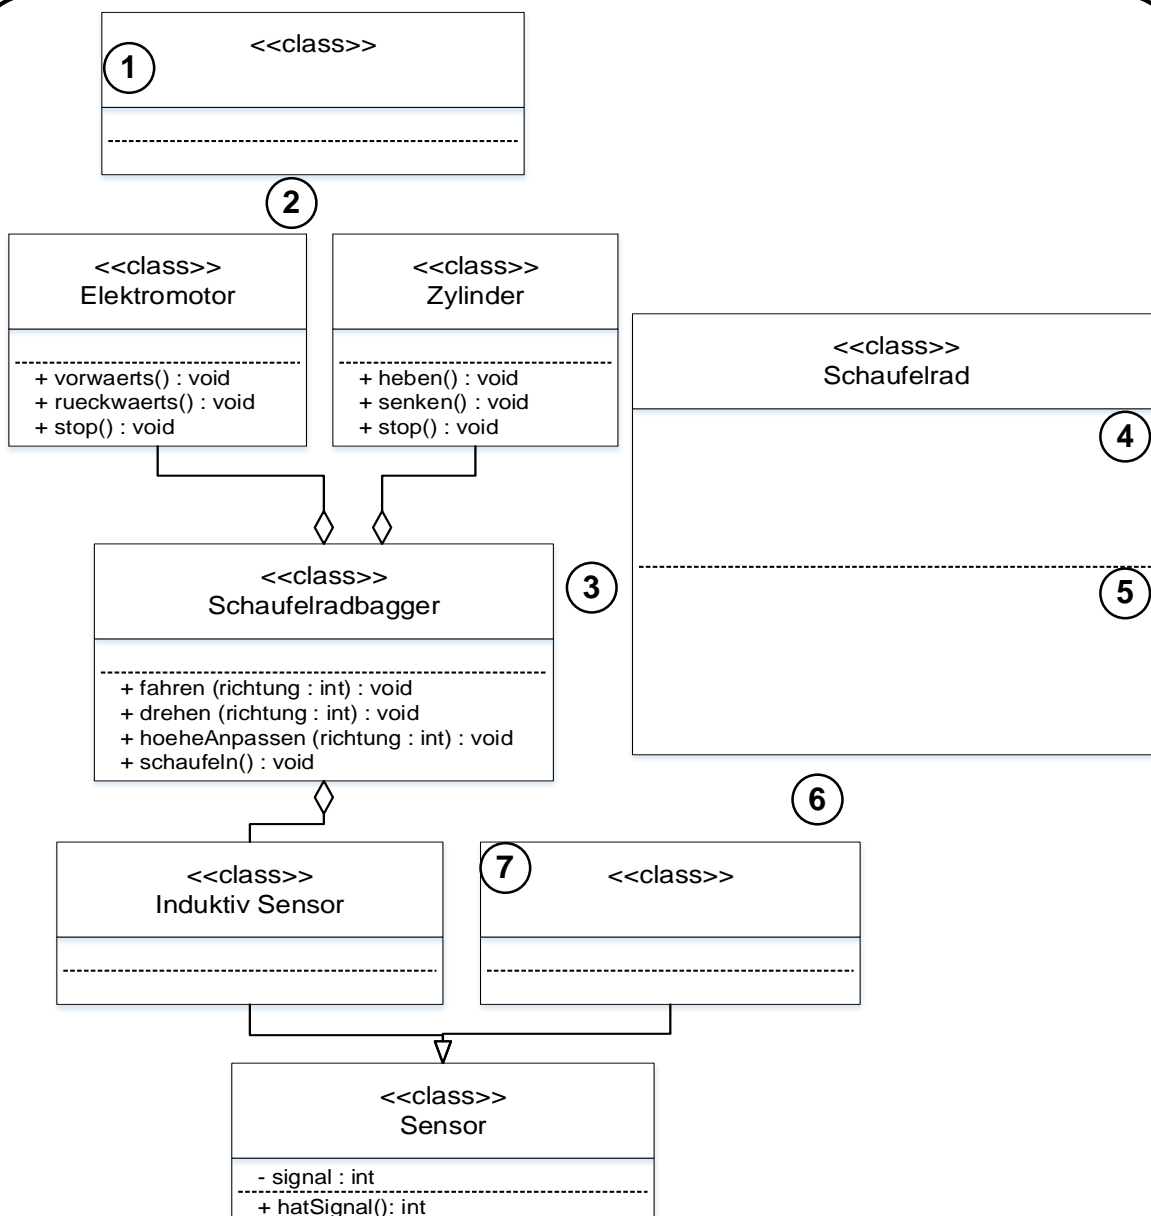 <<class>>
1
2
<<class>>
Elektromotor
+ vorwaerts() : void
+ rueckwaerts() : void
+ stop() : void
<<class>>
Zylinder
+ heben() : void
+ senken() : void
+ stop() : void
<<class>>
Schaufelrad
4
5
<<class>>
Schaufelradbagger
+ fahren (richtung : int) : void
+ drehen (richtung : int) : void
+ hoeheAnpassen (richtung : int) : void
+ schaufeln() : void
3
6
<<class>>
Induktiv Sensor
7
<<class>>
<<class>>
Sensor
- signal : int
+ hatSignal(): int